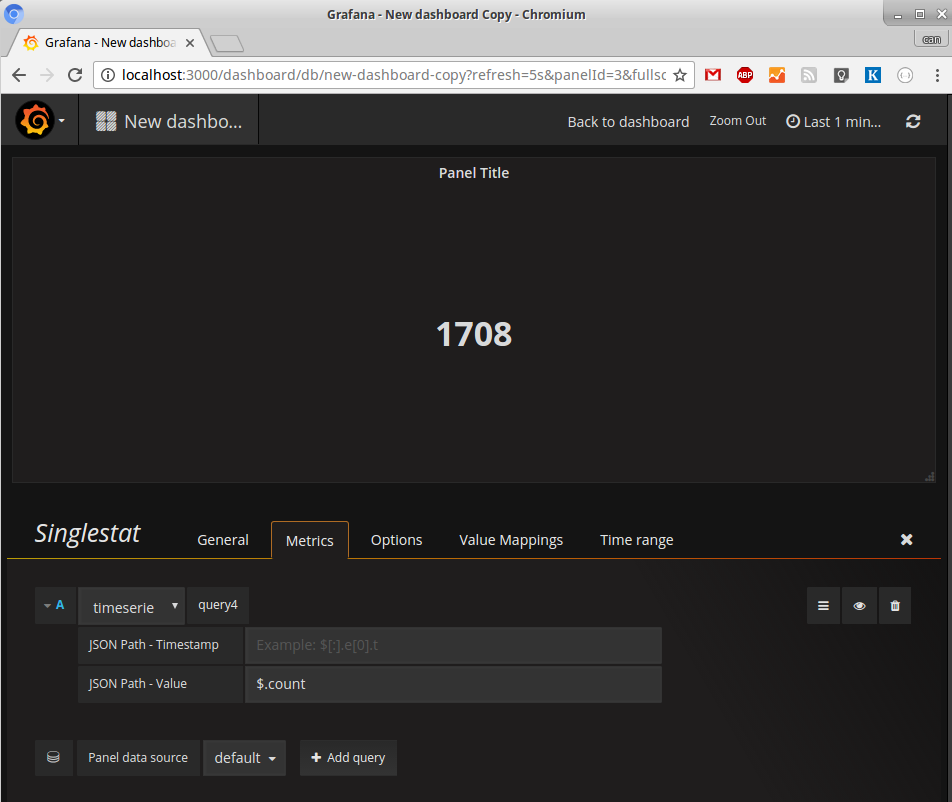 Grafana - New dashboard Copy - Chromium
Grafana - New dashboa
can
localhost:3000/dashboard/db/new-dashboard-copy?refresh=5s&panelId=3&fullsc
ABP
K
New dashbo...
Back to dashboard
Zoom Out
Last 1 min...
Panel Title
1708
Singlestat
General
Metrics
Options
Value Mappings
Time range
A
timeserie
query4
JSON Path - Timestamp
Example: $[:].e[0].t
JSON Path - Value
$.count
Panel data source
default
Add query